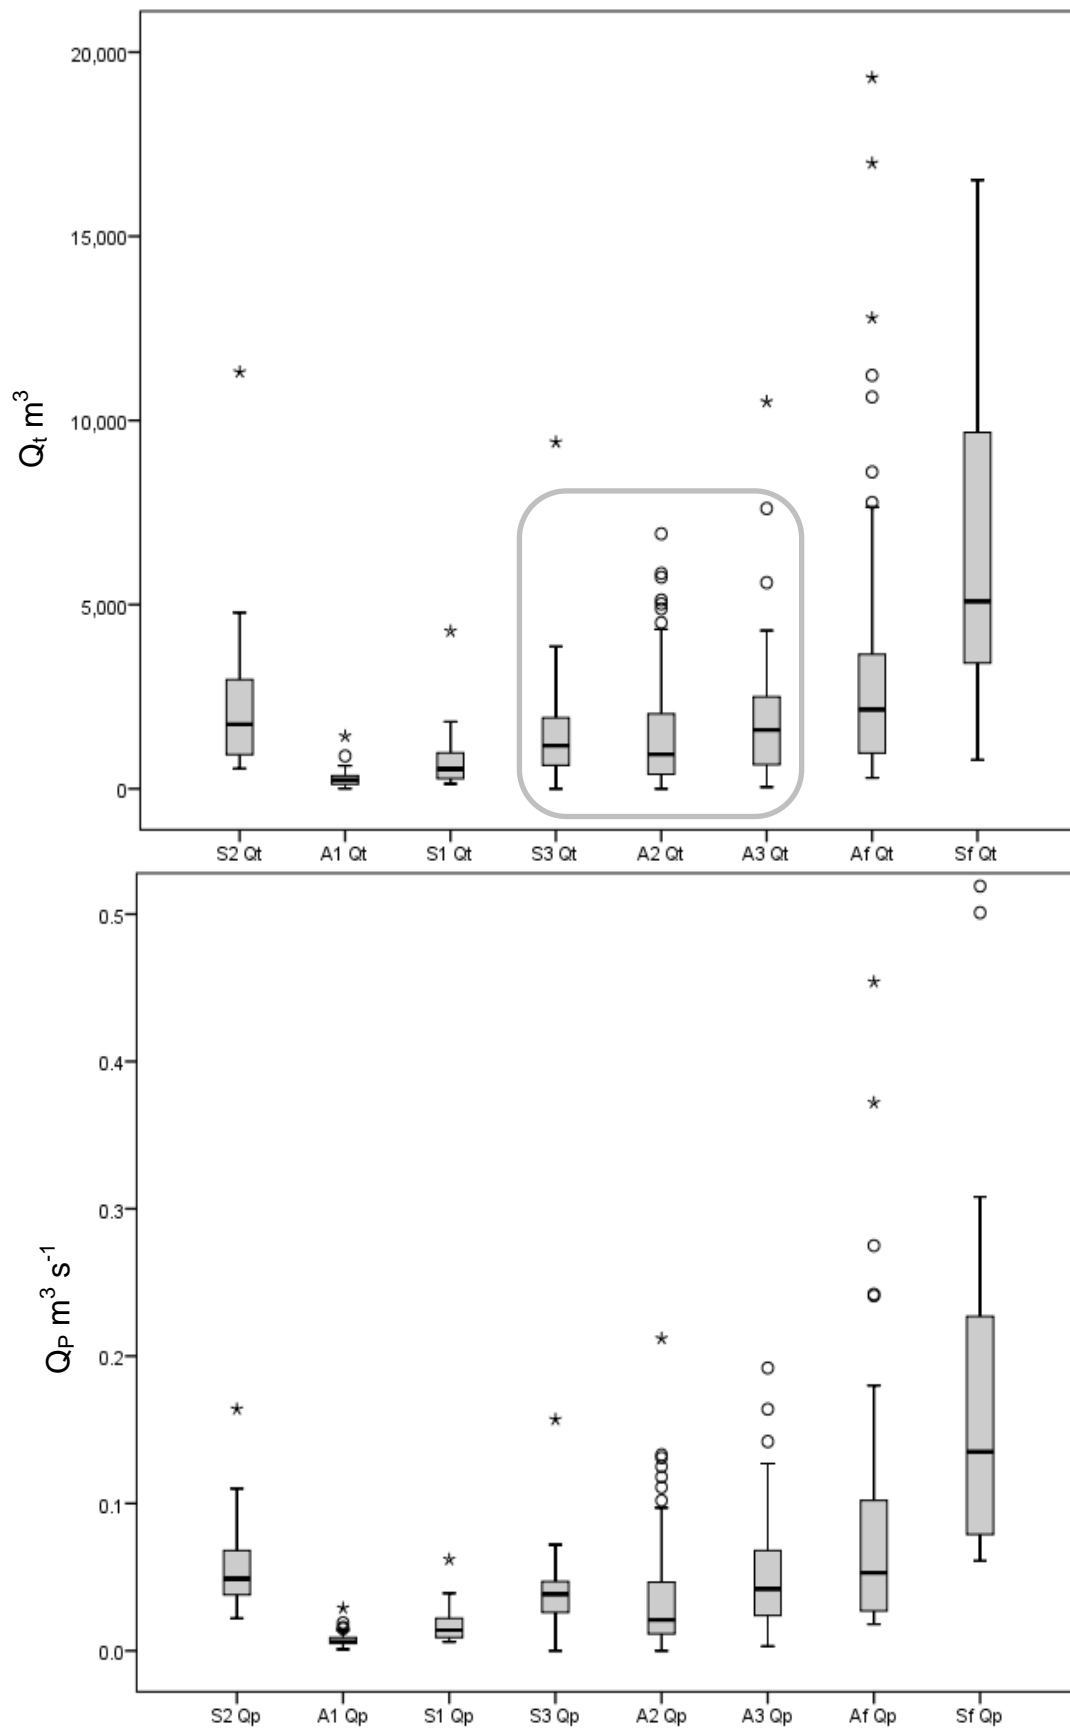 20,000
15,000
10,000
5,000
0
Qt m3
S2 Qt A1 Qt S1 Qt S3 Qt A2 Qt A3 Qt Af Qt Sf Qt
0.5
0.4
0.3
0.2
0.1
0.0
QP m3 s-1
S2 Qp A1 Qp S1 Qp S3 Qp A2 Qp A3 Qp Af Qp Sf Qp